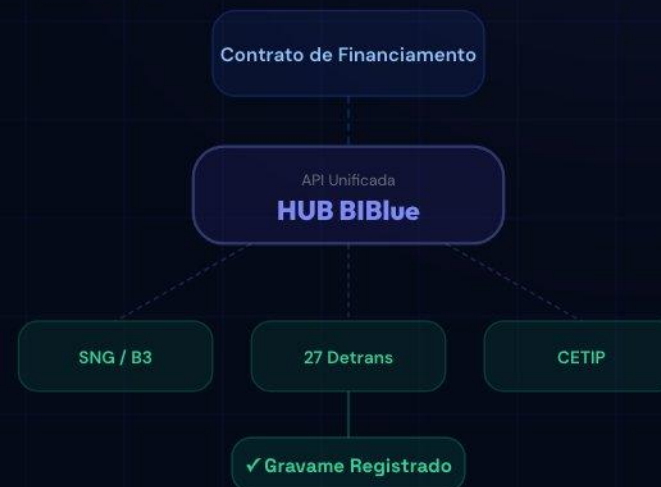 Contrato de Financiamento
API Unificada
HUB BIBlue
SNG / B3
27 Detrans
CETIP
✓ Gravame Registrado